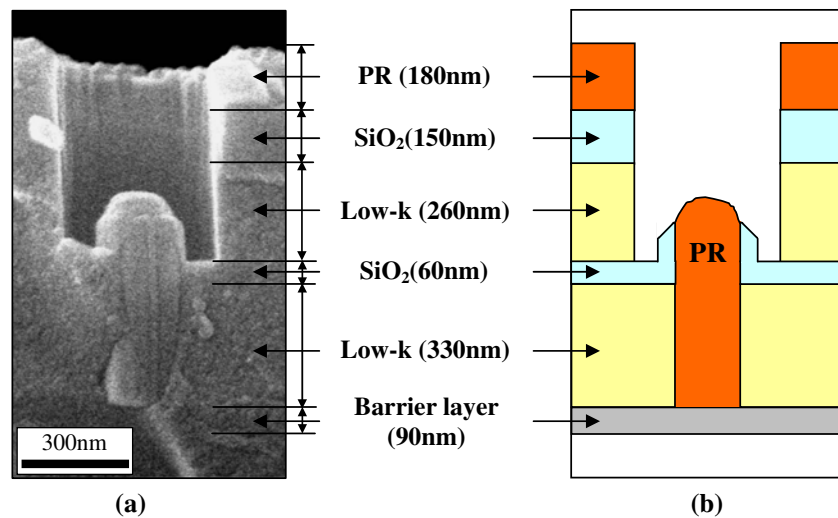 PR (180nm)
SiO₂(150nm)
Low-k (260nm)
SiO₂(60nm)
Low-k (330nm)
Barrier layer
(90nm)
300nm
PR
(a)
(b)